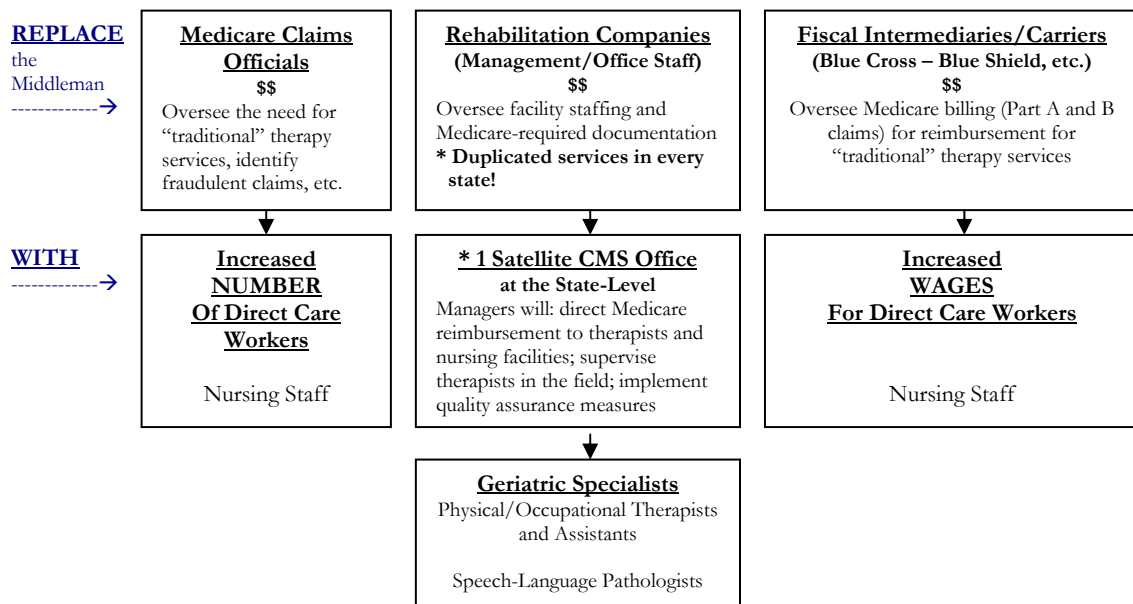 REPLACE
the
Middleman
-------------→
Medicare Claims
Officials
$$
Oversee the need for
“traditional” therapy
services, identify
fraudulent claims, etc.
Rehabilitation Companies
(Management/Office Staff)
$$
Oversee facility staffing and
Medicare-required documentation
* Duplicated services in every
state!
Fiscal Intermediaries/Carriers
(Blue Cross – Blue Shield, etc.)
$$
Oversee Medicare billing (Part A and B
claims) for reimbursement for
“traditional” therapy services
WITH
-------------→
Increased
NUMBER
Of Direct Care
Workers
Nursing Staff
* 1 Satellite CMS Office
at the State-Level
Managers will: direct Medicare
reimbursement to therapists and
nursing facilities; supervise
therapists in the field; implement
quality assurance measures
Increased
WAGES
For Direct Care Workers
Nursing Staff
Geriatric Specialists
Physical/Occupational Therapists
and Assistants
Speech-Language Pathologists